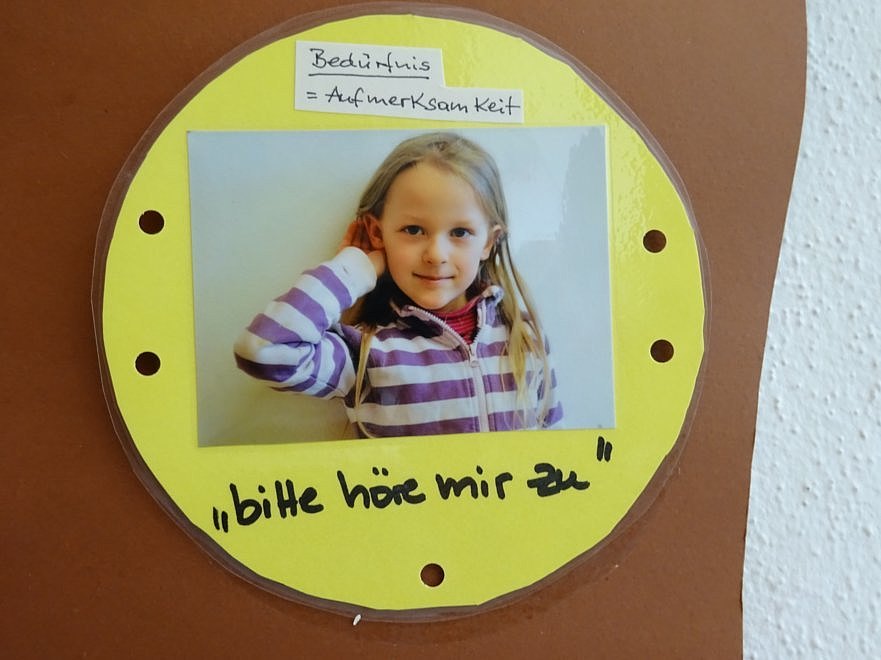 Bedürfnis
= Aufmerksamkeit
„bitte höre mir zu"